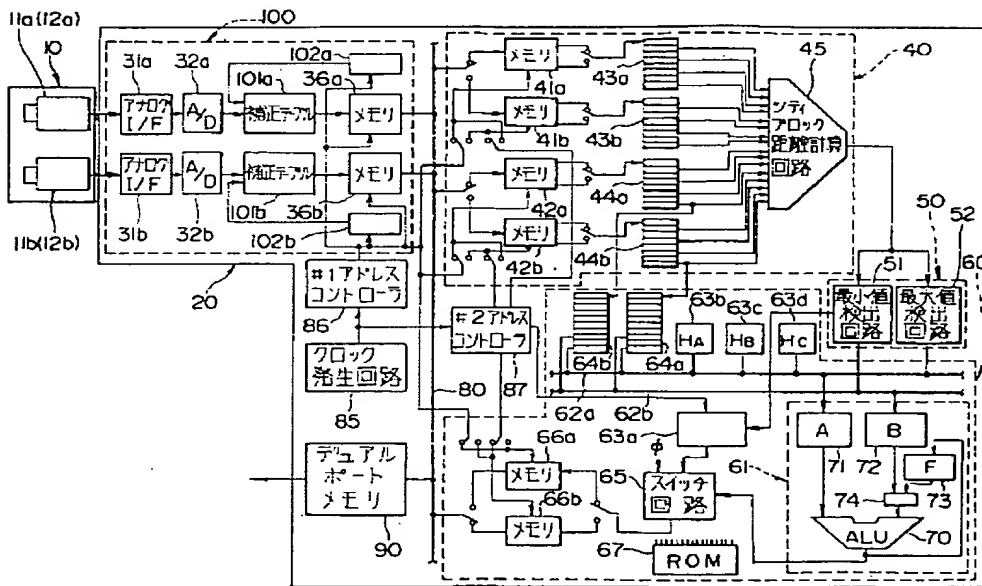 11a(12a)
10
100
31a
32a
101a
102a
36a
アナログ
I/F
A/D
補正テーブル
メモリ
アナログ
I/F
A/D
補正テーブル
メモリ
31b
32b
101b
36b
102b
11b(12b)
20
#1アドレス
コントローラ
86
クロック
発生回路
85
デュアル
ポート
メモリ
90
80
メモリ
41a
43a
メモリ
41b
43b
メモリ
42a
44a
メモリ
42b
44b
45
シティ
ブロック
距離計算
回路
40
50
52
60
51
最小値
検出
回路
最大値
検出
回路
#2アドレス
コントローラ
87
64b
64a
62a
62b
63b
63c
63d
HA
HB
HC
63a
φ
65
スイッチ
回路
66a
メモリ
66b
メモリ
67
ROM
61
A
71
B
72
F
73
74
ALU
70